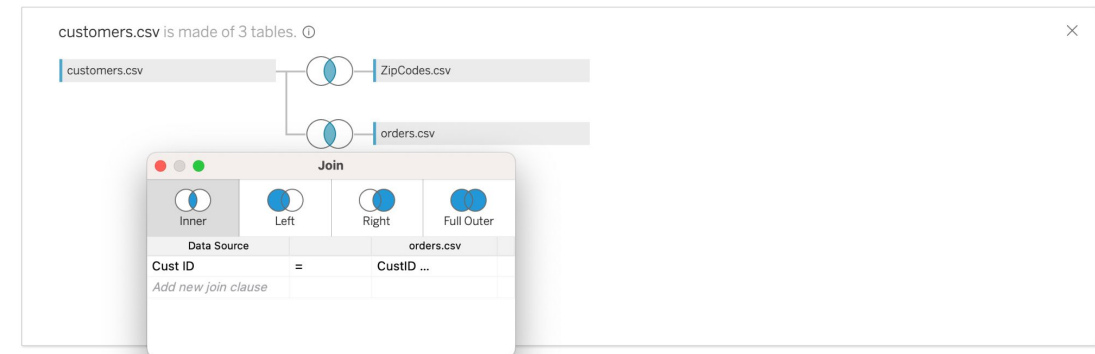 customers.csv is made of 3 tables.
customers.csv
ZipCodes.csv
orders.csv
Join
Inner Left Right Full Outer
Data Source orders.csv
Cust ID = CustID ...
Add new join clause